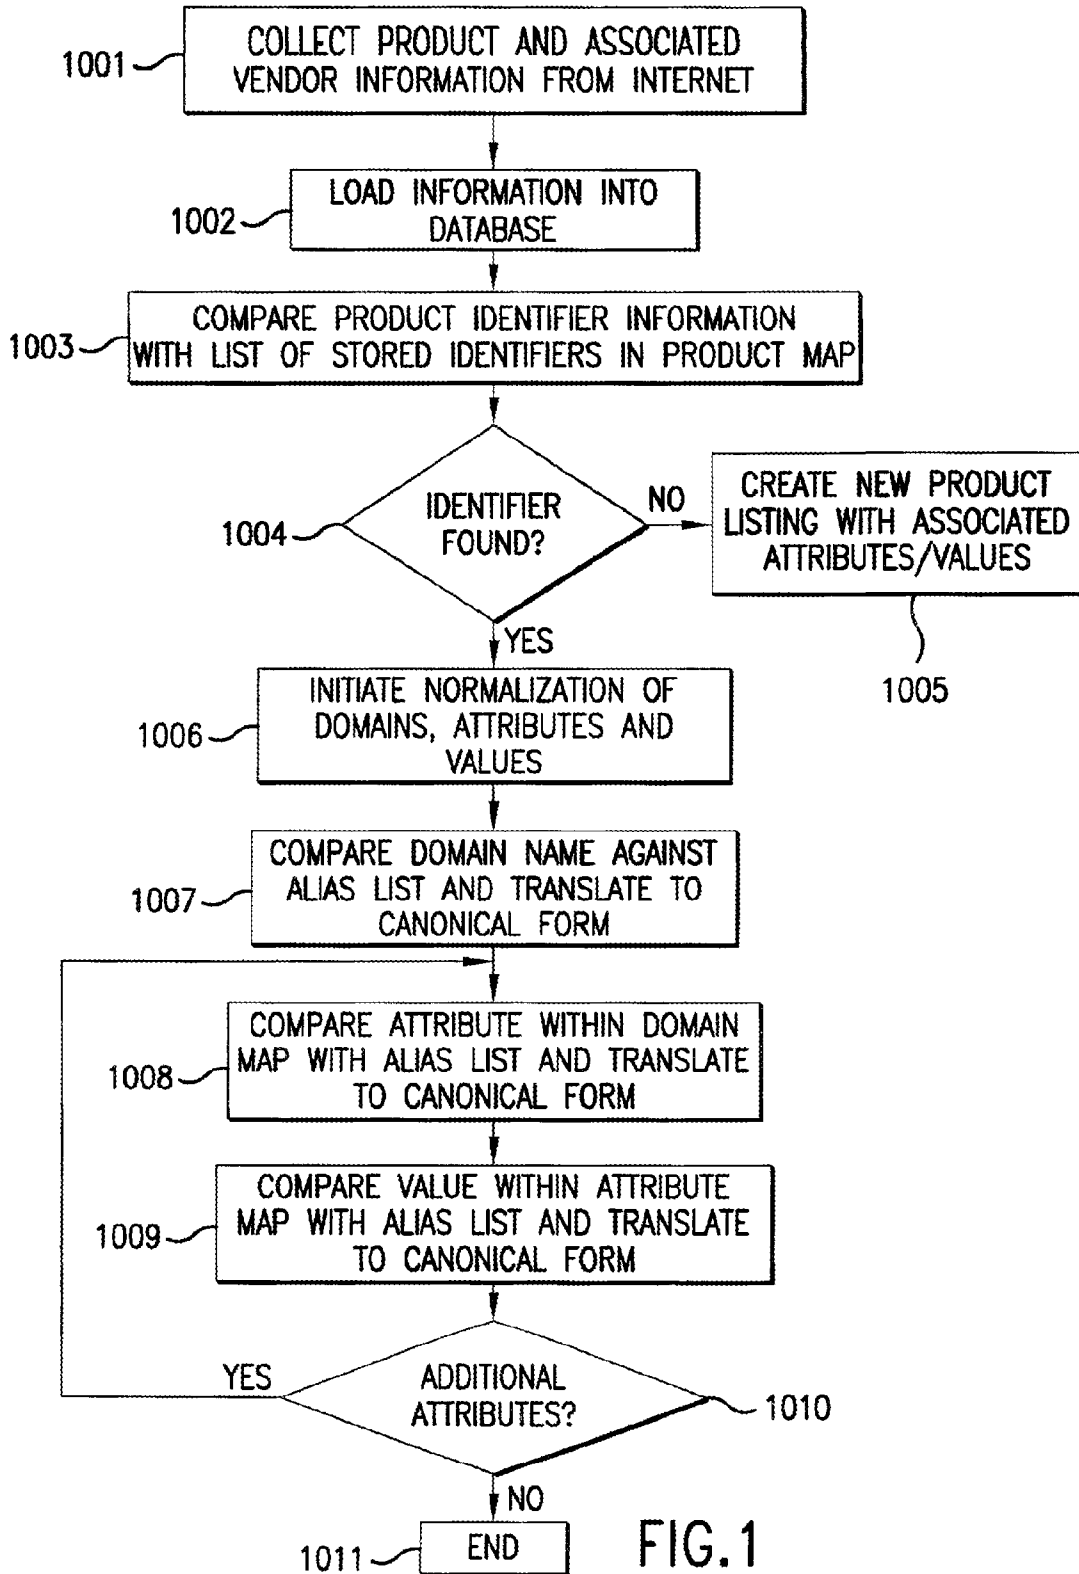 COLLECT PRODUCT AND ASSOCIATED
VENDOR INFORMATION FROM INTERNET
1001
LOAD INFORMATION INTO
DATABASE
1002
COMPARE PRODUCT IDENTIFIER INFORMATION
WITH LIST OF STORED IDENTIFIERS IN PRODUCT MAP
1003
IDENTIFIER
FOUND?
1004
NO
CREATE NEW PRODUCT
LISTING WITH ASSOCIATED
ATTRIBUTES/VALUES
1005
YES
INITIATE NORMALIZATION OF
DOMAINS, ATTRIBUTES AND
VALUES
1006
COMPARE DOMAIN NAME AGAINST
ALIAS LIST AND TRANSLATE TO
CANONICAL FORM
1007
COMPARE ATTRIBUTE WITHIN DOMAIN
MAP WITH ALIAS LIST AND TRANSLATE
TO CANONICAL FORM
1008
COMPARE VALUE WITHIN ATTRIBUTE
MAP WITH ALIAS LIST AND TRANSLATE
TO CANONICAL FORM
1009
YES
ADDITIONAL
ATTRIBUTES?
1010
NO
END
1011
FIG.1